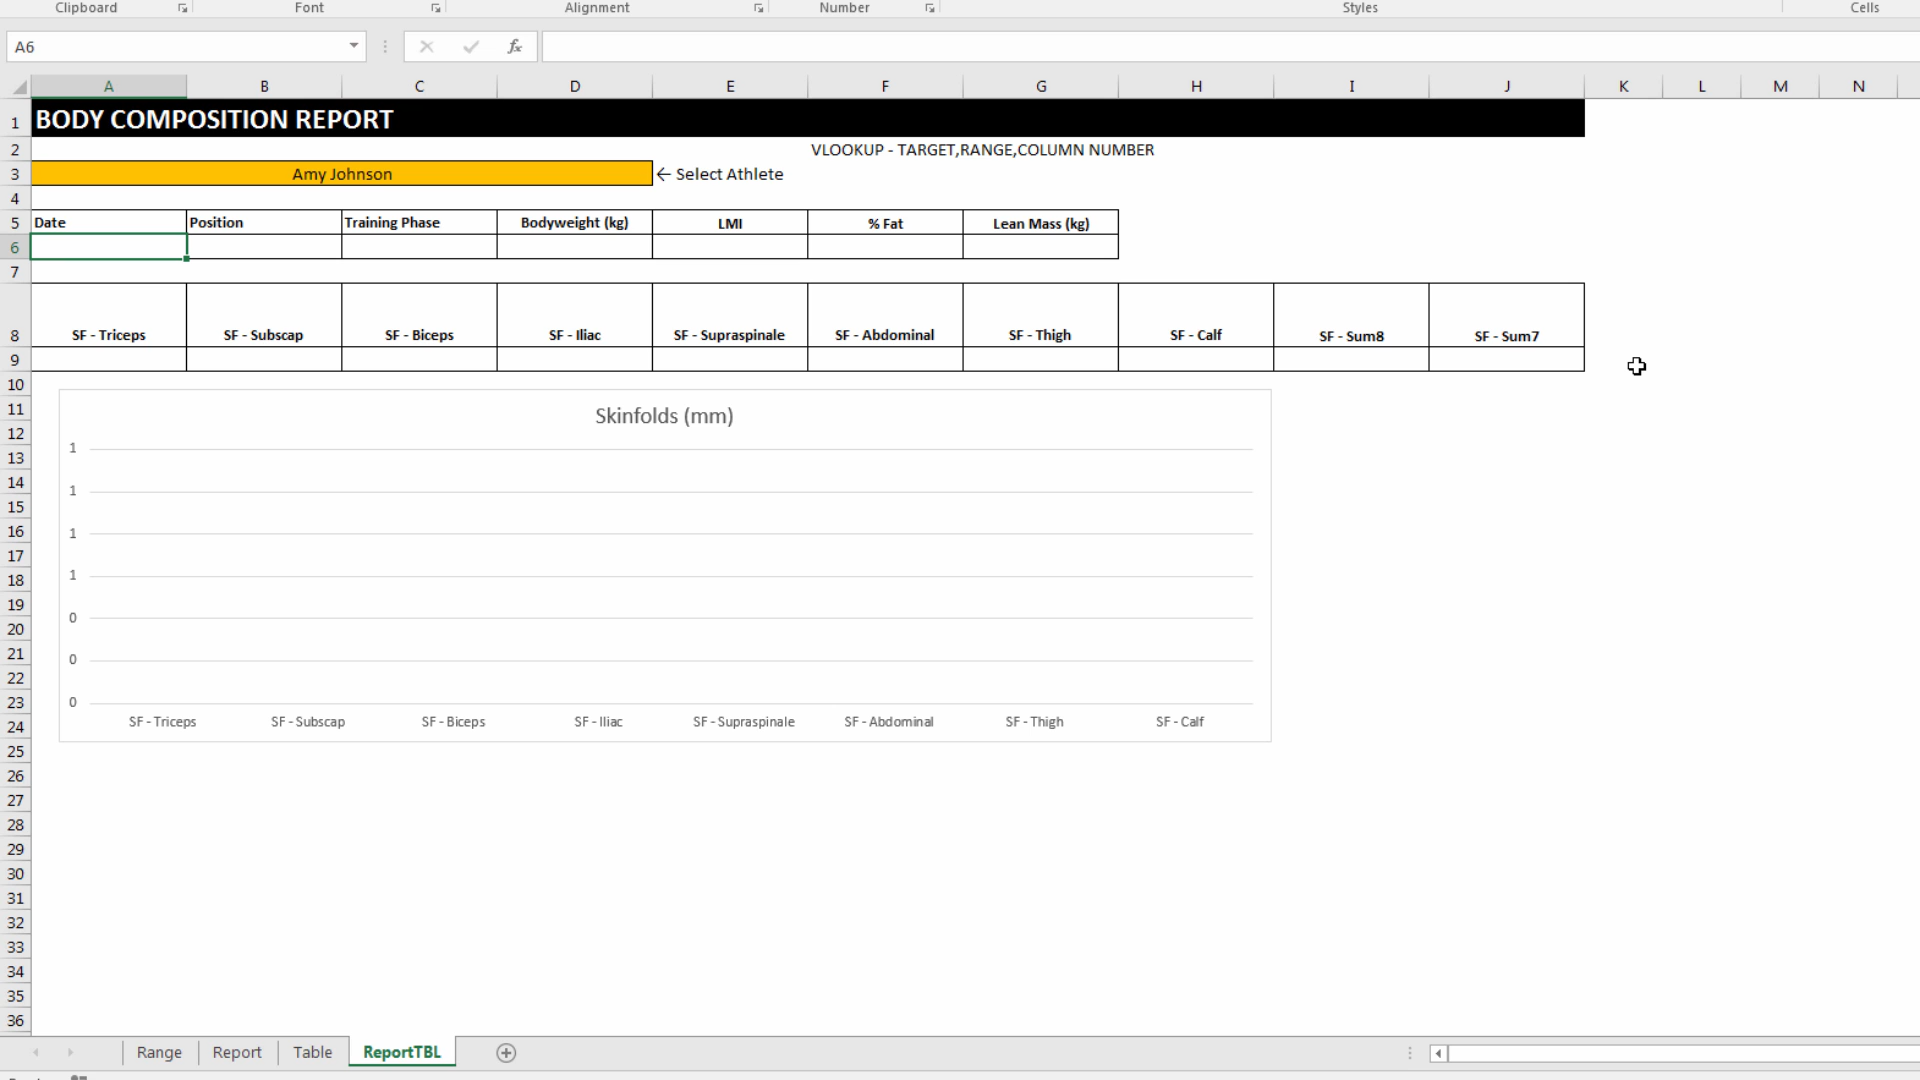 Clipboard Font Alignment Number Styles Cells
A6 fx
A B C D E F G H I J K L M N
1 BODY COMPOSITION REPORT
2 VLOOKUP - TARGET,RANGE,COLUMN NUMBER
3 Amy Johnson ← Select Athlete
4
5 Date Position Training Phase Bodyweight (kg) LMI % Fat Lean Mass (kg)
6
7
8 SF - Triceps SF - Subscap SF - Biceps SF - Iliac SF - Supraspinale SF - Abdominal SF - Thigh SF - Calf SF - Sum8 SF - Sum7
9
10
11 Skinfolds (mm)
12 1
13
14 1
15
16 1
17
18 1
19
20 0
21 0
22
23 0
24 SF - Triceps SF - Subscap SF - Biceps SF - Iliac SF - Supraspinale SF - Abdominal SF - Thigh SF - Calf
25
26
27
28
29
30
31
32
33
34
35
36
Range Report Table ReportTBL